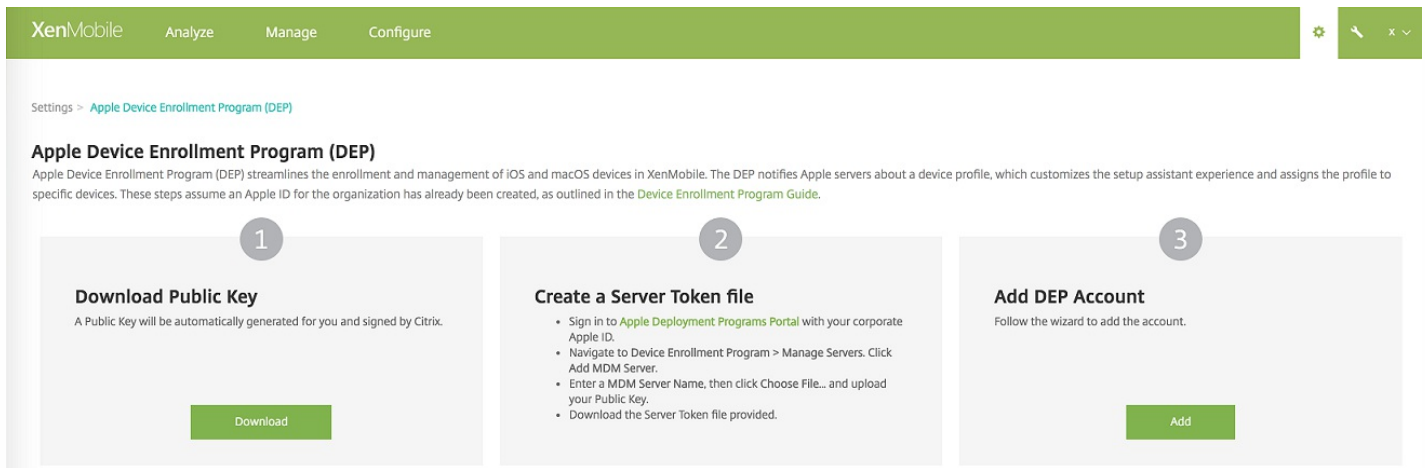 XenMobile Analyze Manage Configure x
Settings > Apple Device Enrollment Program (DEP)
Apple Device Enrollment Program (DEP)
Apple Device Enrollment Program (DEP) streamlines the enrollment and management of iOS and macOS devices in XenMobile. The DEP notifies Apple servers about a device profile, which customizes the setup assistant experience and assigns the profile to
specific devices. These steps assume an Apple ID for the organization has already been created, as outlined in the Device Enrollment Program Guide.
1
Download Public Key
A Public Key will be automatically generated for you and signed by Citrix.
Download
2
Create a Server Token file
• Sign in to Apple Deployment Programs Portal with your corporate
Apple ID.
• Navigate to Device Enrollment Program > Manage Servers. Click
Add MDM Server.
• Enter a MDM Server Name, then click Choose File... and upload
your Public Key.
• Download the Server Token file provided.
3
Add DEP Account
Follow the wizard to add the account.
Add